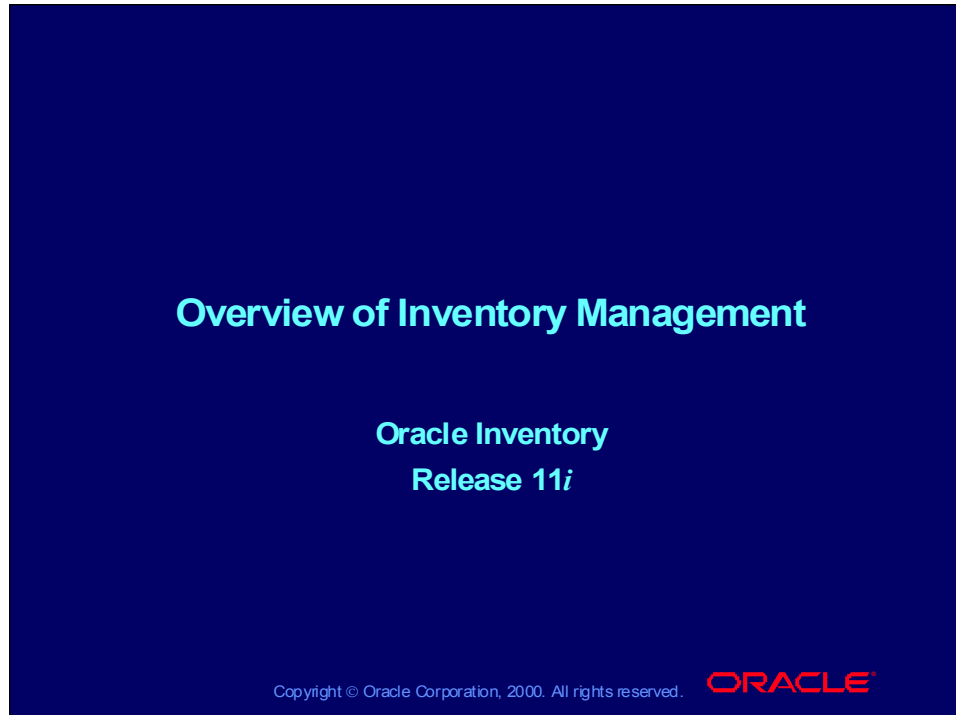 Overview of Inventory Management
Oracle Inventory
Release 11i
Copyright © Oracle Corporation, 2000. All rights reserved.
ORACLE®